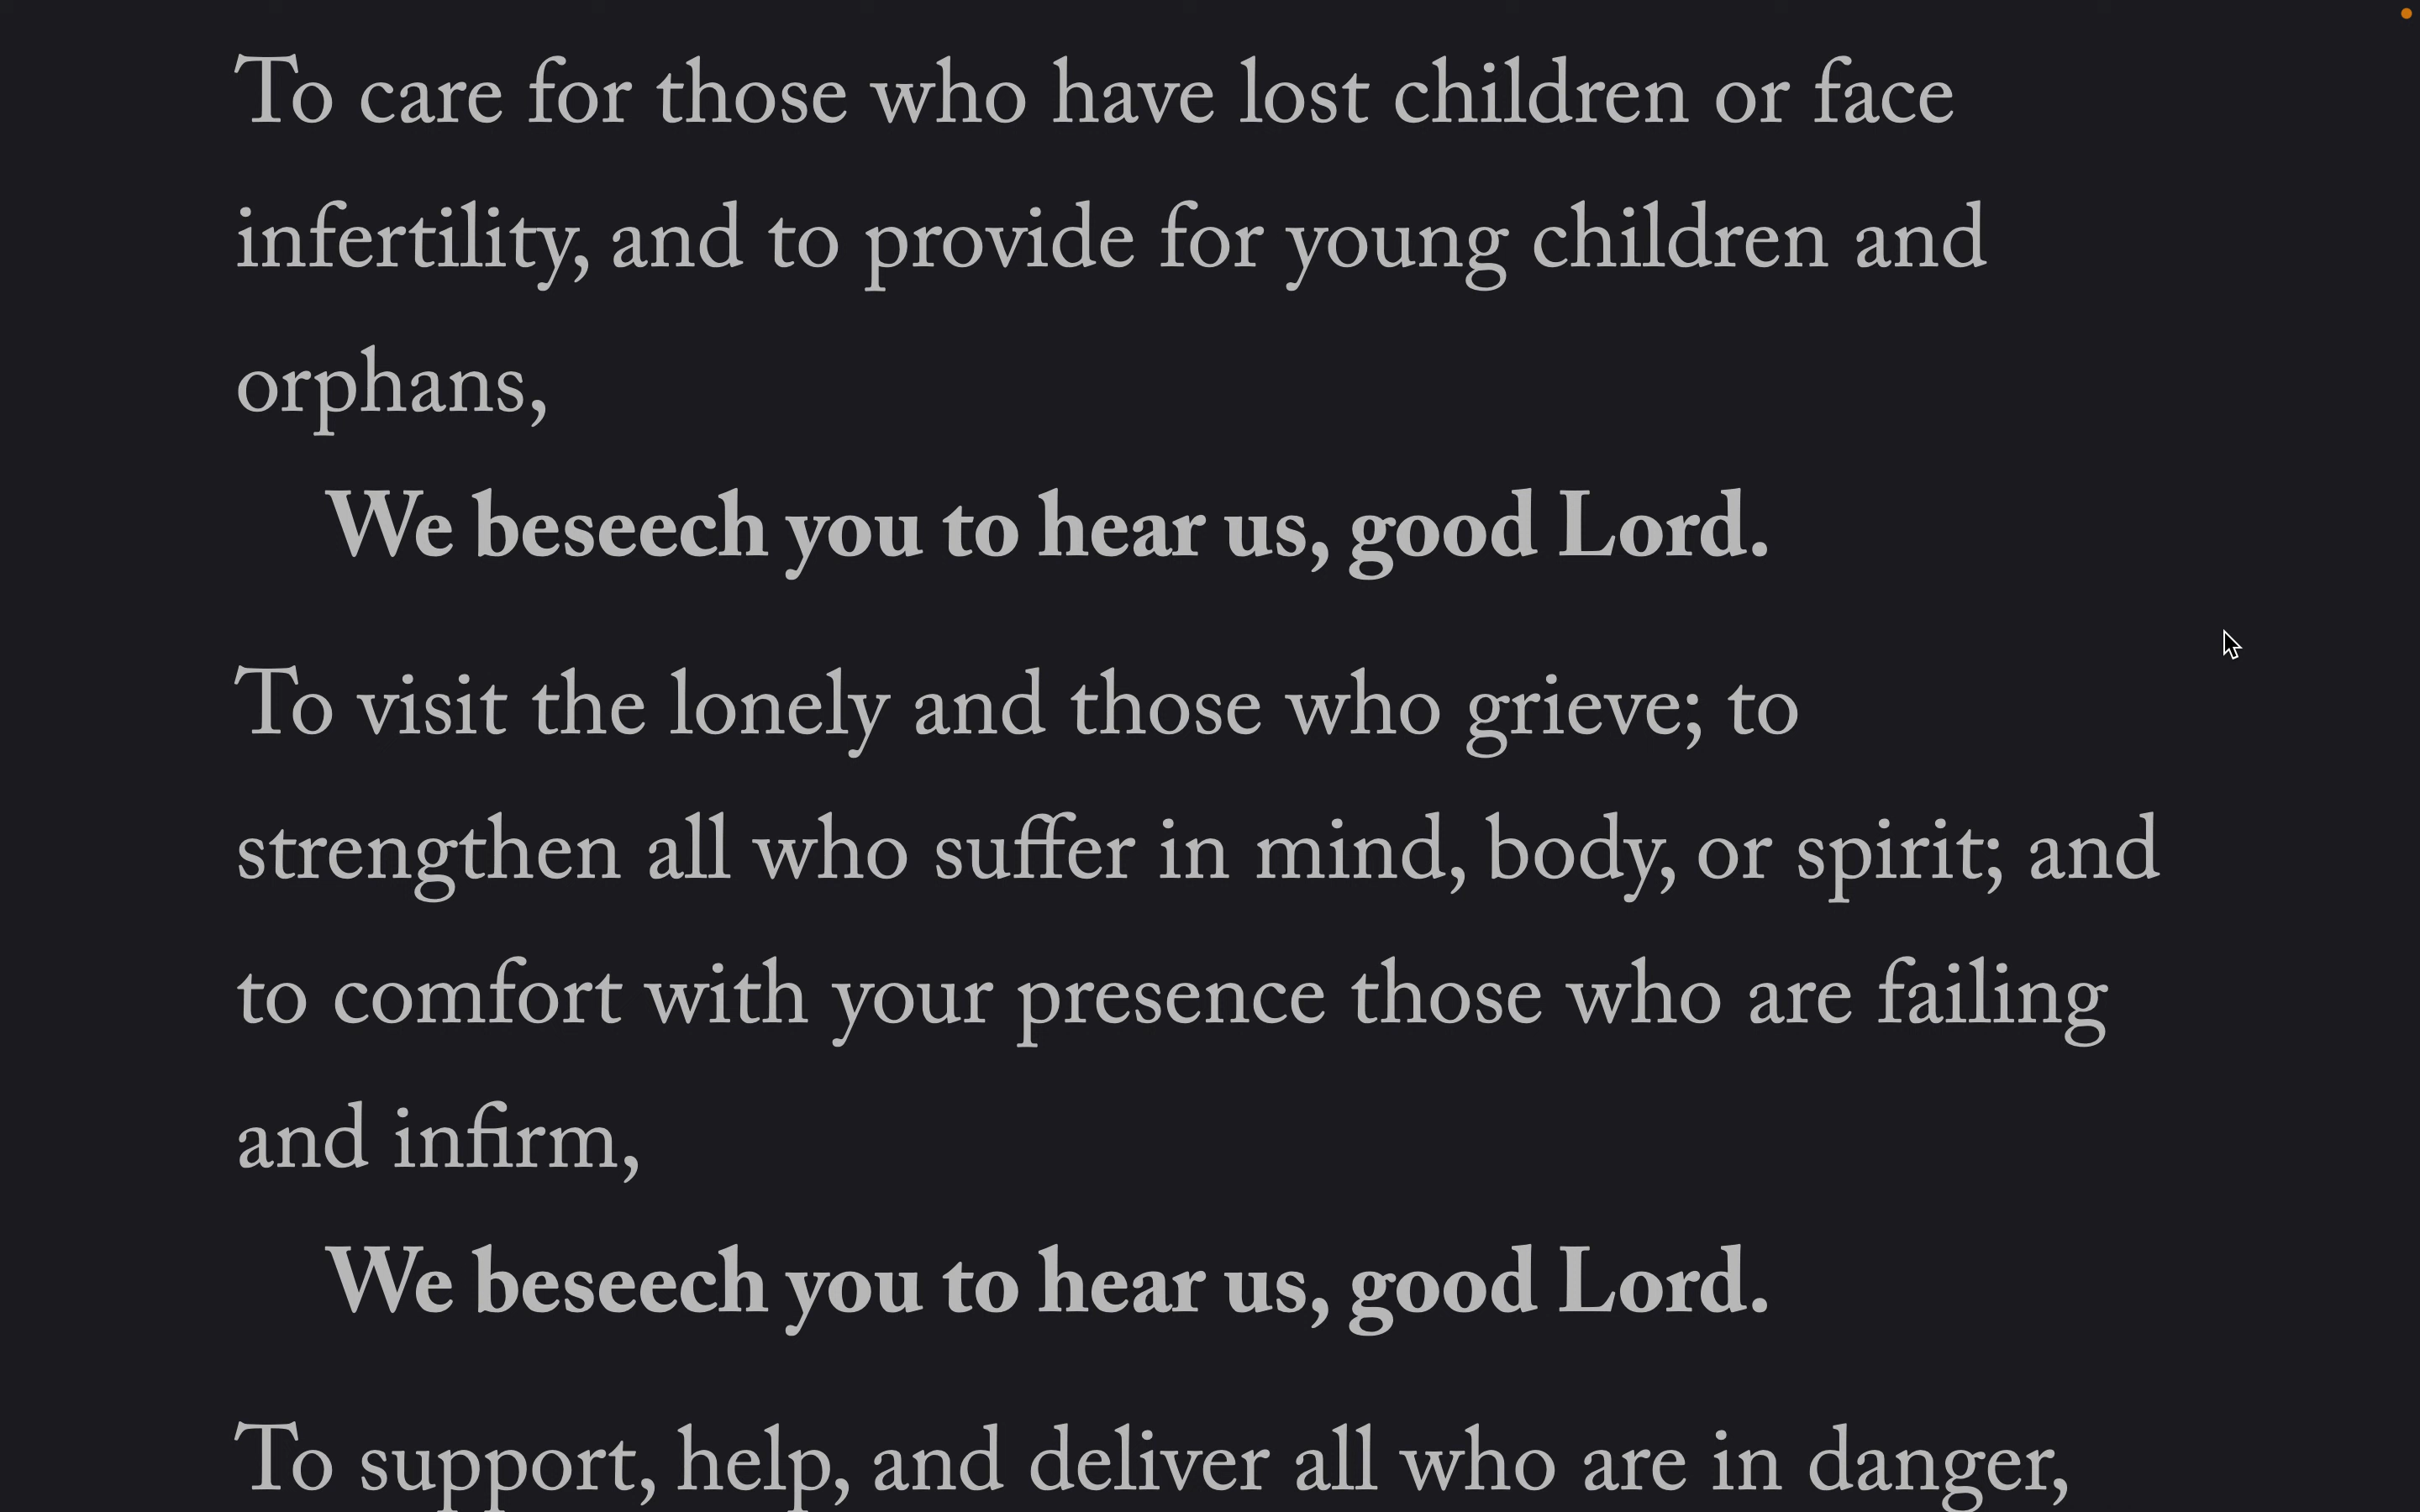 To care for those who have lost children or face
infertility, and to provide for young children and
orphans,
We beseech you to hear us, good Lord.
To visit the lonely and those who grieve; to
strengthen all who suffer in mind, body, or spirit; and
to comfort with your presence those who are failing
and infirm,
We beseech you to hear us, good Lord.
To support, help, and deliver all who are in danger,